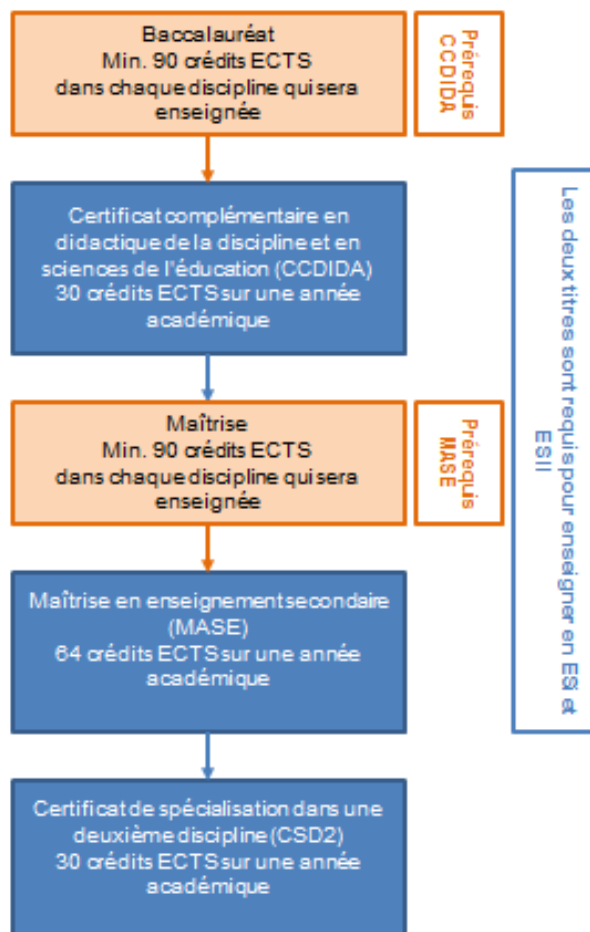 Baccalauréat
Min. 90 crédits ECTS
dans chaque discipline qui sera
enseignée
Prérequis
CCDIDA
Certificat complémentaire en
didactique de la discipline et en
sciences de l'éducation (CCDIDA)
30 crédits ECTS sur une année
académique
Maîtrise
Min. 90 crédits ECTS
dans chaque discipline qui sera
enseignée
Prérequis
MASE
Les deux titres sont requis pour enseigner en ESI et
ESII
Maîtrise en enseignement secondaire
(MASE)
64 crédits ECTS sur une année
académique
Certificat de spécialisation dans une
deuxième discipline (CSD2)
30 crédits ECTS sur une année
académique